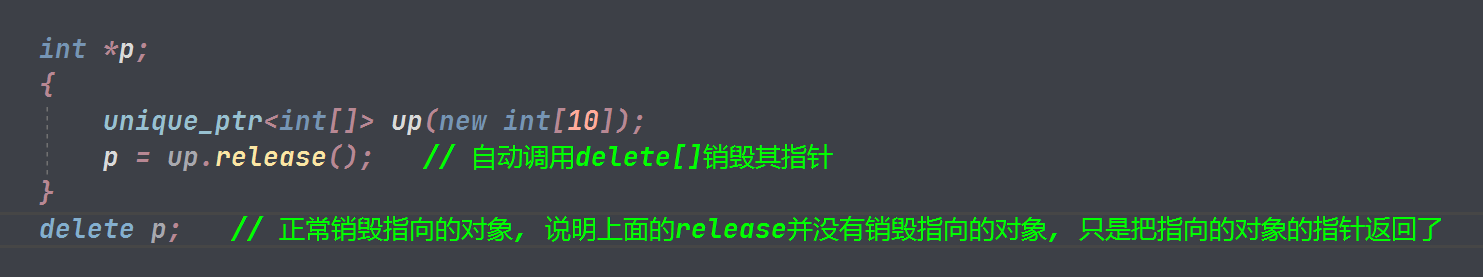 int *p;
{
    unique_ptr<int[]> up(new int[10]);
    p = up.release();   // 自动调用delete[]销毁其指针
}
delete p;   // 正常销毁指向的对象, 说明上面的release并没有销毁指向的对象, 只是把指向的对象的指针返回了